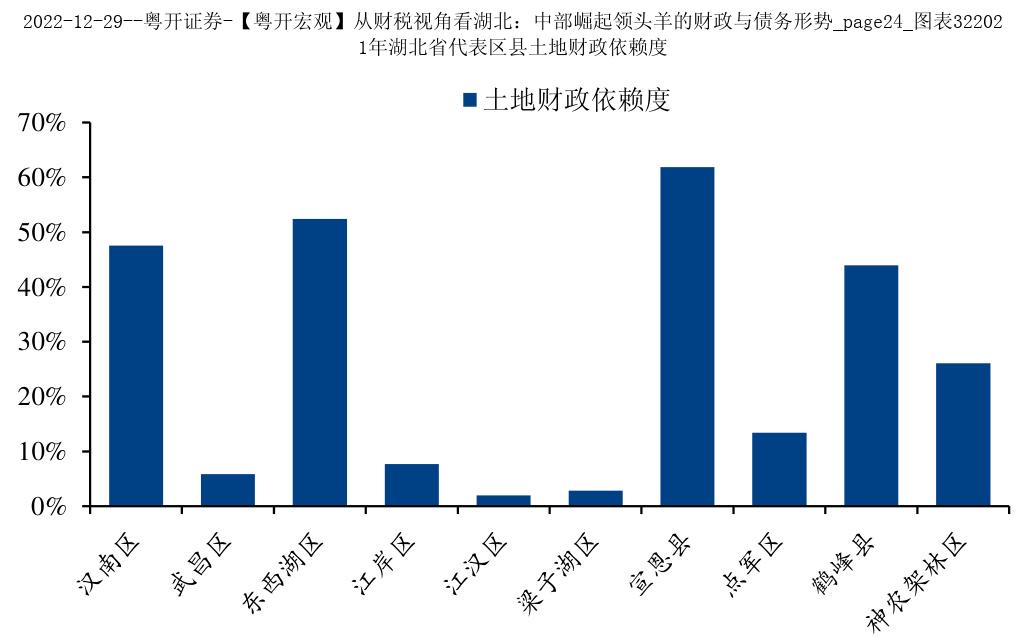 2022-12-29--粤开证券-【粤开宏观】从财税视角看湖北：中部崛起领头羊的财政与债务形势_page24_图表32202
1年湖北省代表区县土地财政依赖度
土地财政依赖度
70%
60%
50%
40%
30%
20%
10%
0%
汉南区
武昌区
东西湖区
江岸区
江汉区
梁子湖区
宣恩县
点军区
鹤峰县
神农架林区